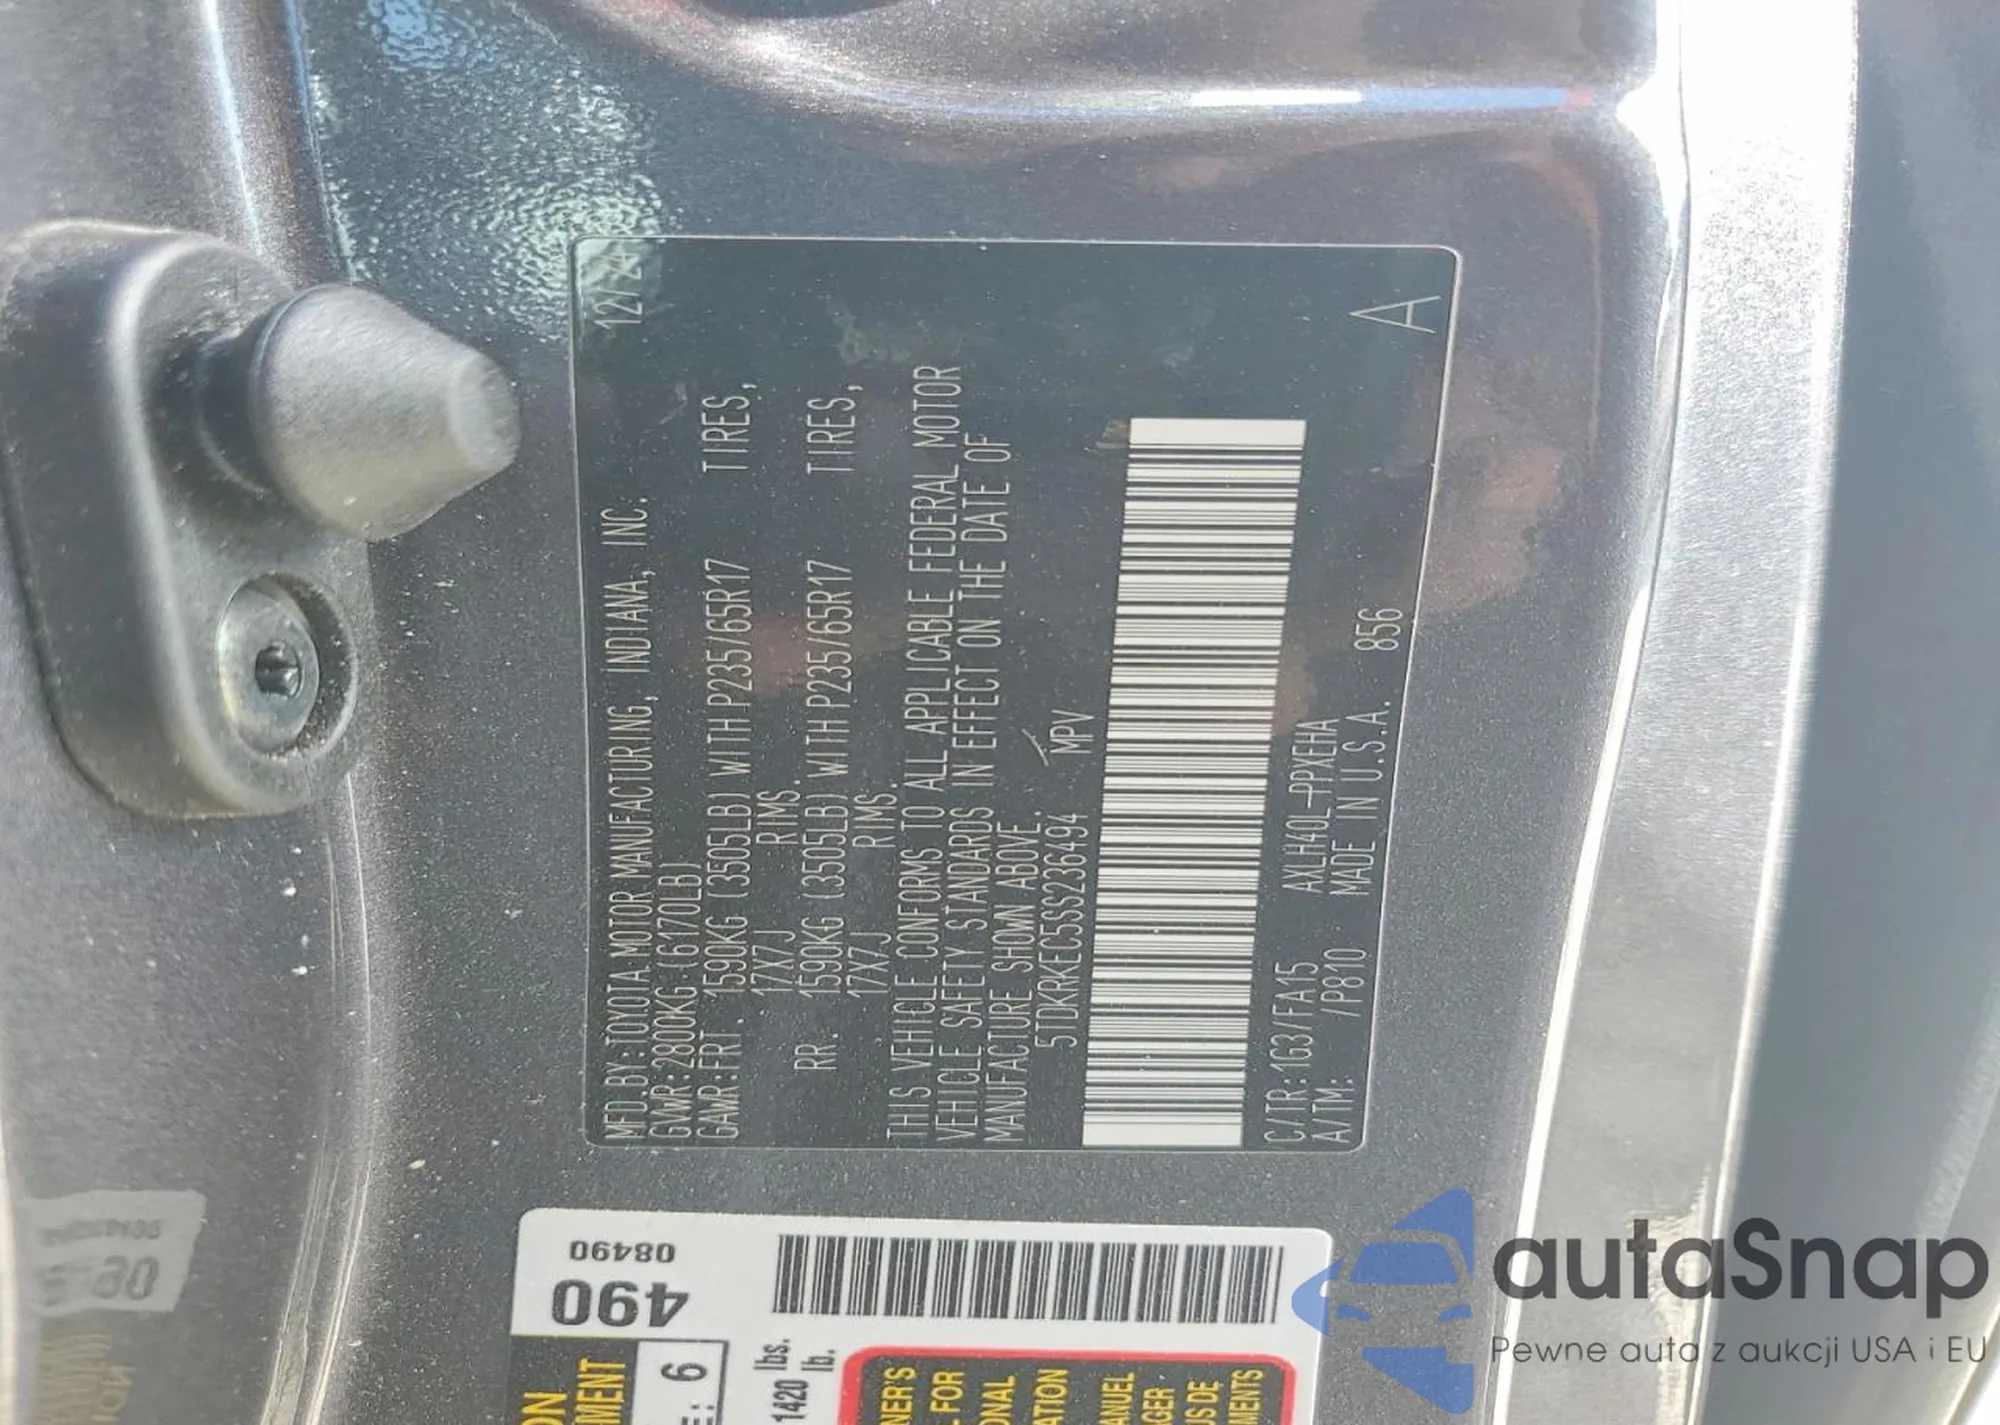 12/24
MFD.BY:TOYOTA MOTOR MANUFACTURING, INDIANA, INC.
GVWR:2800KG (6170LB)
GAWR:FRT. 1590KG (3505LB) WITH P235/65R17 TIRES,
17X7J RIMS.
RR. 1590KG (3505LB) WITH P235/65R17 TIRES,
17X7J RIMS.
THIS VEHICLE CONFORMS TO ALL APPLICABLE FEDERAL MOTOR
VEHICLE SAFETY STANDARDS IN EFFECT ON THE DATE OF
MANUFACTURE SHOWN ABOVE.
5TDKRKEC5SS236494 MPV
C/TR:1G3/FA15 AXLH40L-PPXEHA
A/TM: /P810 MADE IN U.S.A. 856
A
08490
490
MENT
: 6
1420 lbs.
lb.
autaSnap
Pewne auta z aukcji USA i EU